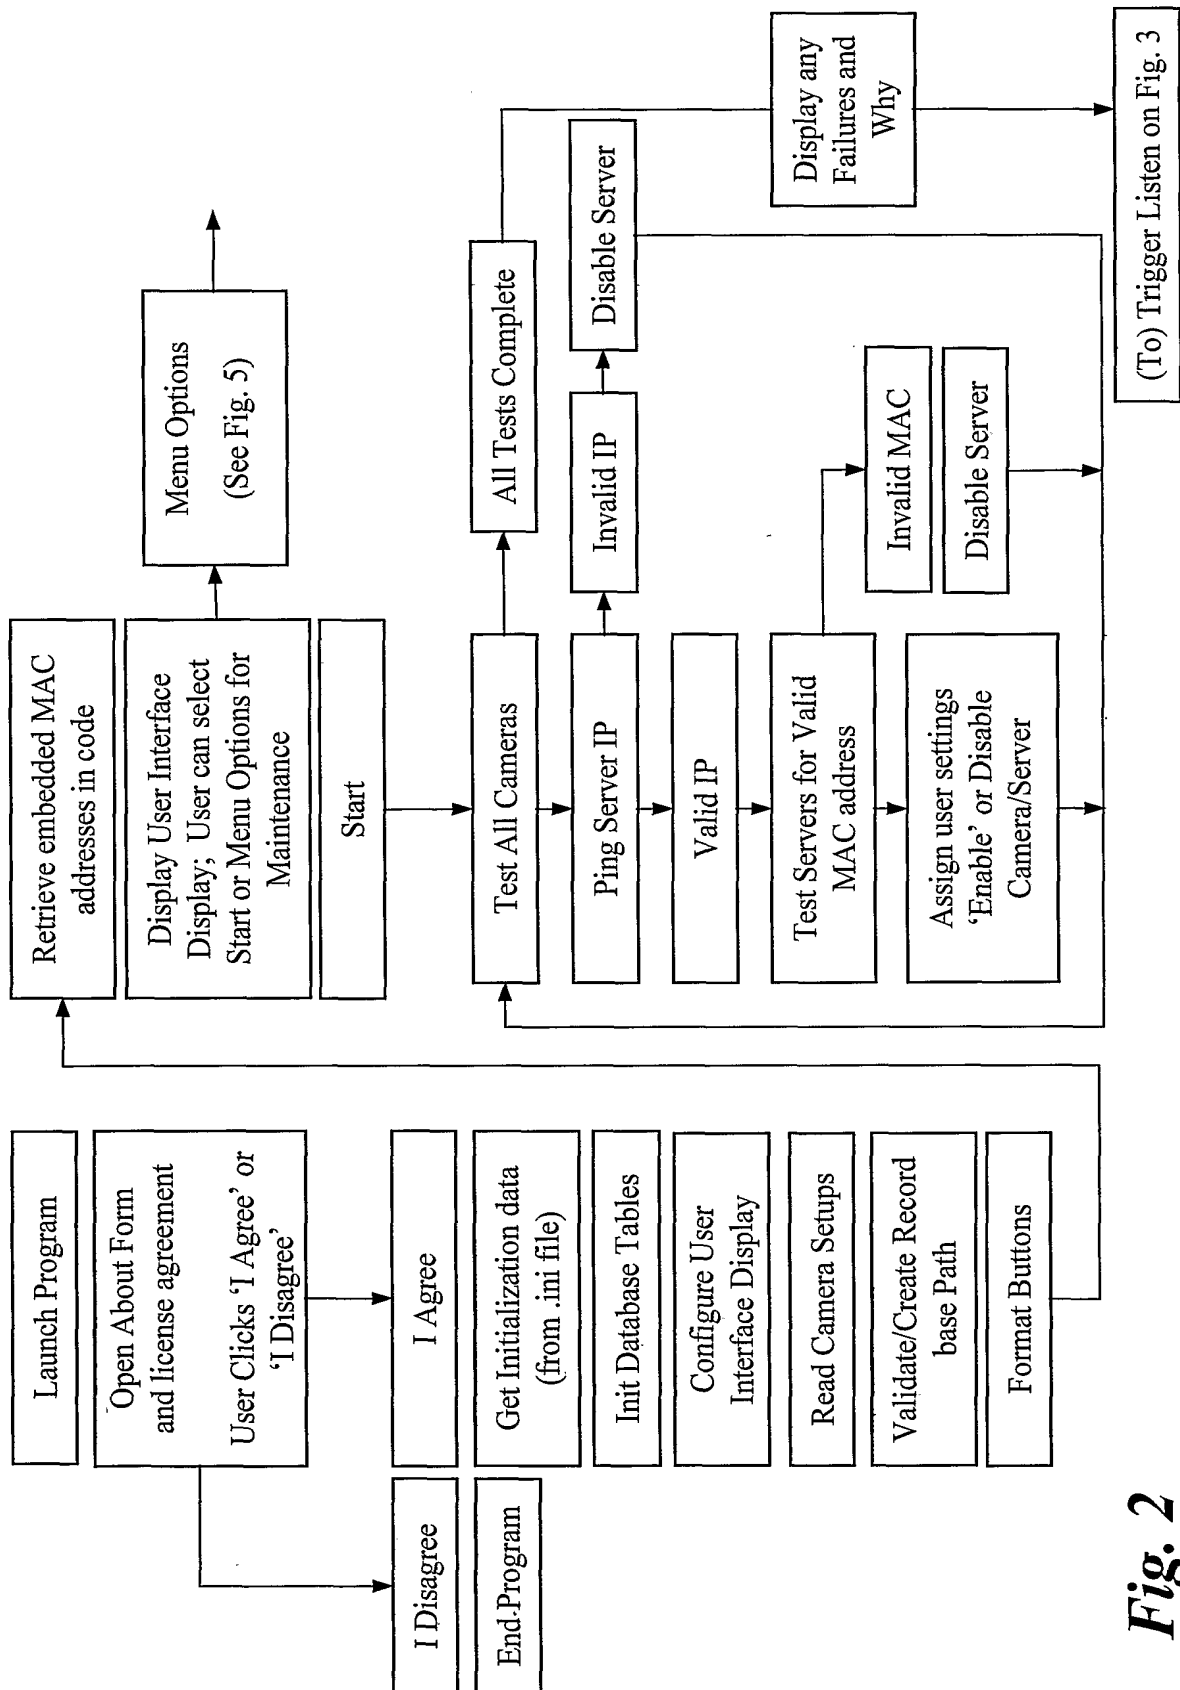 Launch Program
Open About Form
and license agreement
User Clicks ‘I Agree’ or
‘I Disagree’
I Disagree
End.Program
I Agree
Get Initialization data
(from .ini file)
Init Database Tables
Configure User
Interface Display
Read Camera Setups
Validate/Create Record
base Path
Format Buttons
Retrieve embedded MAC
addresses in code
Display User Interface
Display; User can select
Start or Menu Options for
Maintenance
Menu Options
(See Fig. 5)
Start
Test All Cameras
All Tests Complete
Ping Server IP
Invalid IP
Disable Server
Valid IP
Test Servers for Valid
MAC address
Invalid MAC
Disable Server
Assign user settings
‘Enable’ or Disable
Camera/Server
Display any
Failures and
Why
(To) Trigger Listen on Fig. 3
Fig. 2